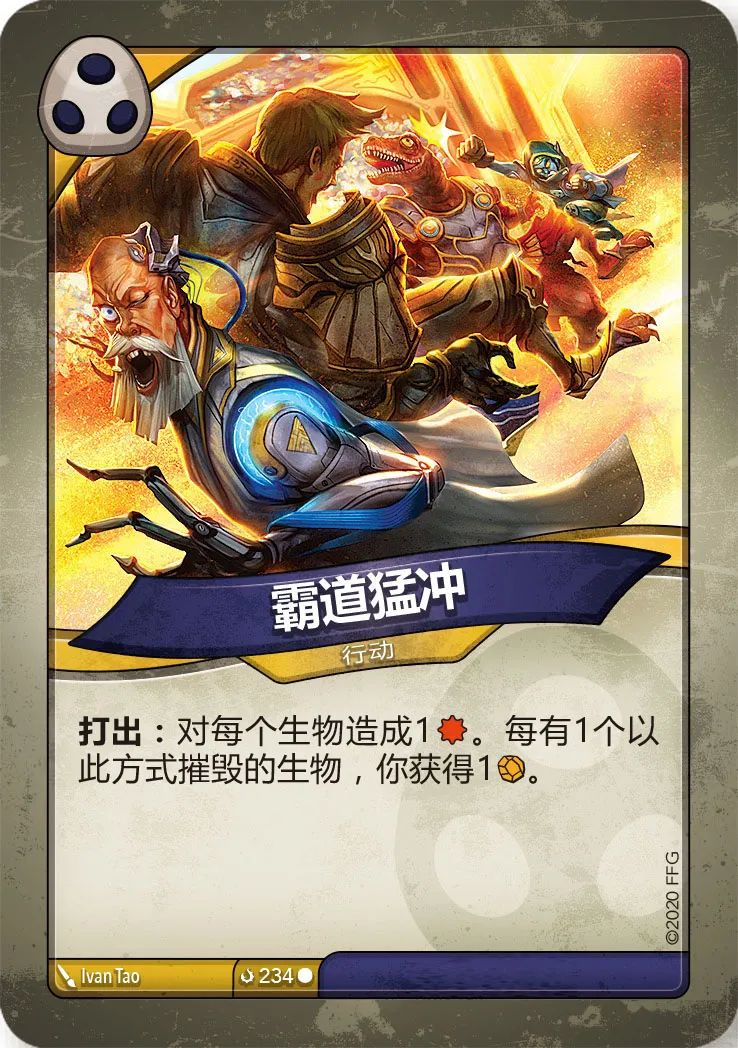 霸道猛冲
行动
打出：对每个生物造成1。每有1个以
此方式摧毁的生物，你获得1。
©2020 FFG
Ivan Tao
234